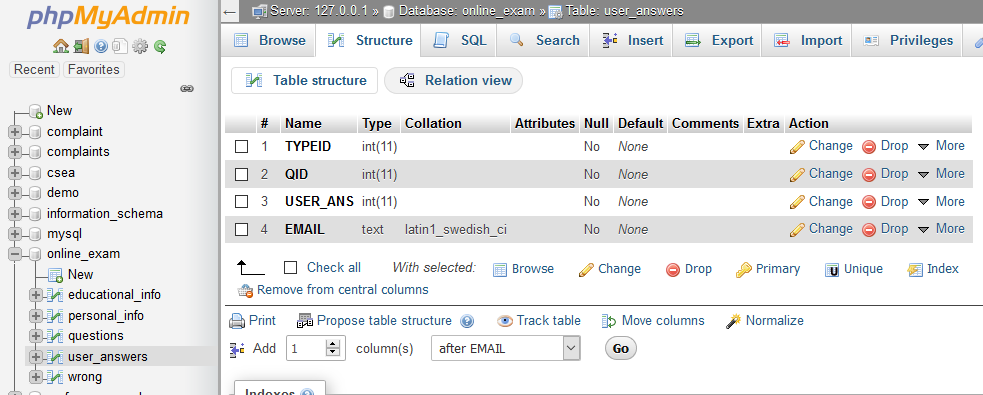 phpMyAdmin
Recent Favorites
New
complaint
complaints
csea
demo
information_schema
mysql
online_exam
New
educational_info
personal_info
questions
user_answers
wrong
Server: 127.0.0.1 » Database: online_exam » Table: user_answers
Browse Structure SQL Search Insert Export Import Privileges
Table structure Relation view
# Name Type Collation Attributes Null Default Comments Extra Action
1 TYPEID int(11) No None Change Drop More
2 QID int(11) No None Change Drop More
3 USER_ANS int(11) No None Change Drop More
4 EMAIL text latin1_swedish_ci No None Change Drop More
Check all With selected: Browse Change Drop Primary Unique Index
Remove from central columns
Print Propose table structure Track table Move columns Normalize
Add 1 column(s) after EMAIL Go
Indexes